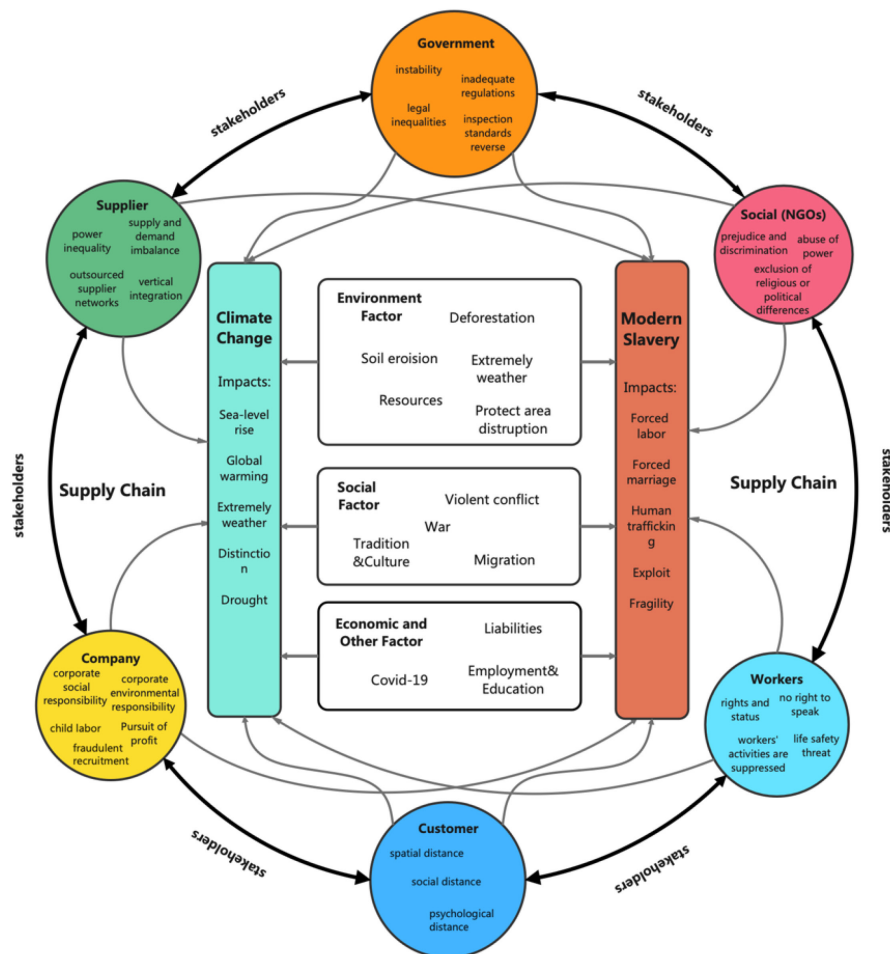 Government
instability
inadequate
regulations
legal
inequalities
inspection
standards
reverse
stakeholders
stakeholders
Supplier
power
inequality
supply and
demand
imbalance
outsourced
supplier
networks
vertical
integration
Social (NGOs)
prejudice and
discrimination
abuse of
power
exclusion of
religious or
political
differences
Climate
Change
Impacts:
Sea-level
rise
Global
warming
Extremely
weather
Distinctio
n
Drought
Environment
Factor
Deforestation
Soil eroision
Extremely
weather
Resources
Protect area
distruption
Social
Factor
Violent conflict
War
Tradition
&Culture
Migration
Economic and
Other Factor
Liabilities
Covid-19
Employment&
Education
Modern
Slavery
Impacts:
Forced
labor
Forced
marriage
Human
traffickin
g
Exploit
Fragility
stakeholders
Supply Chain
Supply Chain
stakeholders
Company
corporate
social
responsibility
corporate
environmental
responsibility
child labor
Pursuit of
profit
fraudulent
recruitment
Workers
rights and
status
no right to
speak
workers'
activities are
suppressed
life safety
threat
stakeholders
stakeholders
Customer
spatial distance
social distance
psychological
distance